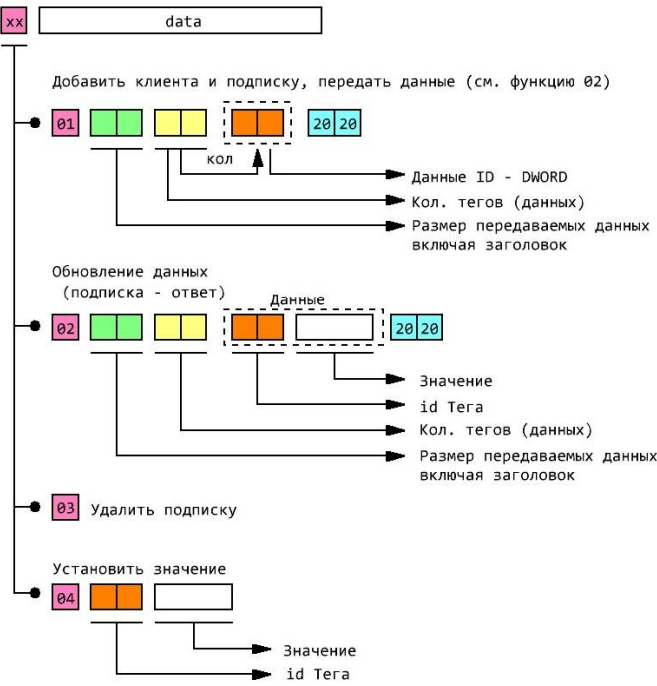 xx data
Добавить клиента и подписку, передать данные (см. функцию 02)
01 20 20
кол
Данные ID - DWORD
Кол. тегов (данных)
Размер передаваемых данных
включая заголовок
Обновление данных
(подписка - ответ)
Данные
02 20 20
Значение
id Тега
Кол. тегов (данных)
Размер передаваемых данных
включая заголовок
03 Удалить подписку
Установить значение
04
Значение
id Тега